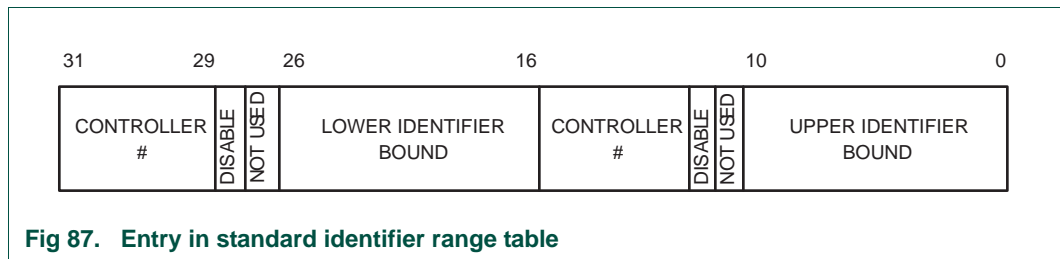 31 29 26 16 10 0
CONTROLLER # DISABLE NOT USED LOWER IDENTIFIER BOUND CONTROLLER # DISABLE NOT USED UPPER IDENTIFIER BOUND
Fig 87. Entry in standard identifier range table